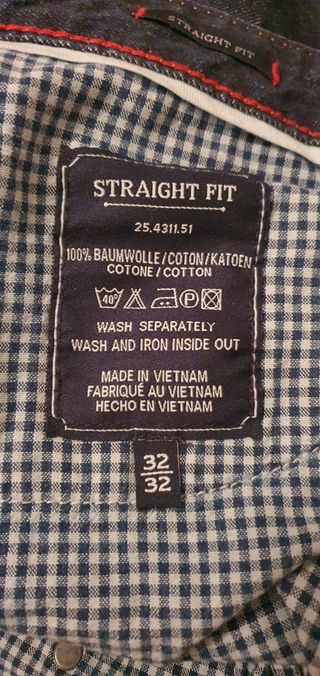 STRAIGHT FIT
STRAIGHT FIT
25.4311.51
100% BAUMWOLLE/COTON/KATOEN
COTONE/COTTON
40° P
WASH SEPARATELY
WASH AND IRON INSIDE OUT
MADE IN VIETNAM
FABRIQUÉ AU VIETNAM
HECHO EN VIETNAM
32
32